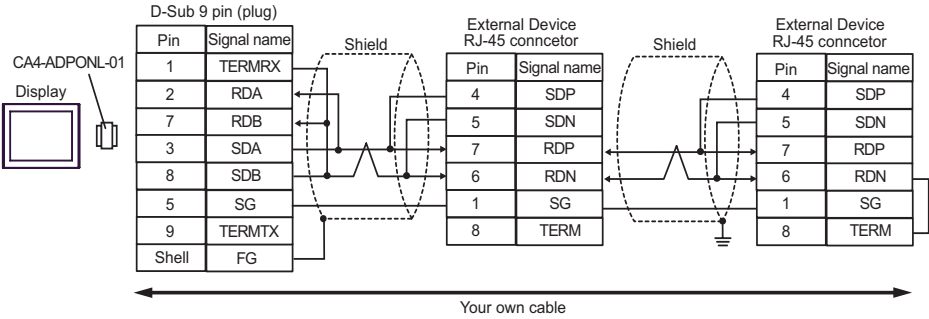 D-Sub 9 pin (plug)
Pin Signal name
1 TERMRX
2 RDA
7 RDB
3 SDA
8 SDB
5 SG
9 TERMTX
Shell FG
CA4-ADPONL-01
Display
Shield
External Device
RJ-45 conncetor
Pin Signal name
4 SDP
5 SDN
7 RDP
6 RDN
1 SG
8 TERM
Shield
External Device
RJ-45 conncetor
Pin Signal name
4 SDP
5 SDN
7 RDP
6 RDN
1 SG
8 TERM
Your own cable